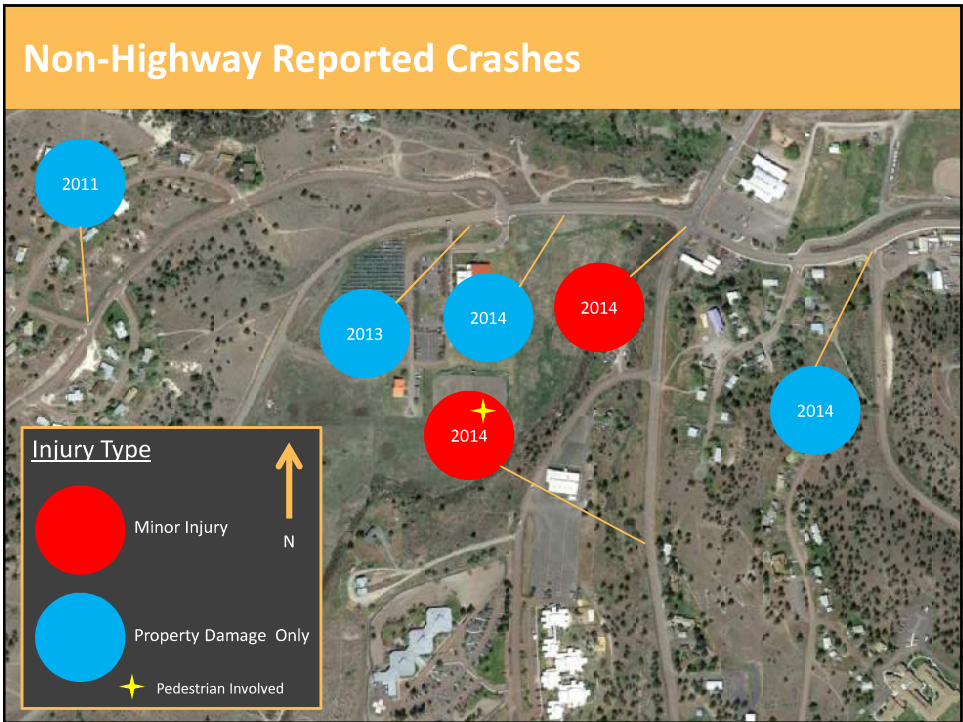 Non-Highway Reported Crashes
2011
2013
2014
2014
2014
2014
Injury Type
N
Minor Injury
Property Damage Only
Pedestrian Involved